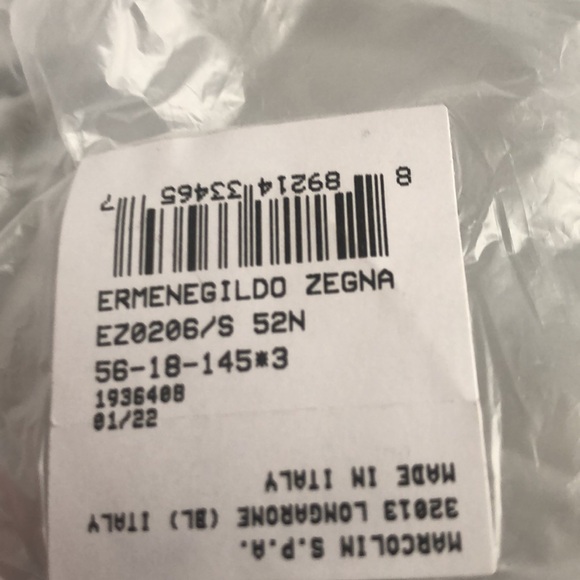 8 89214 33465 7
ERMENEGILDO ZEGNA
EZ0206/S 52N
56-18-145*3
1936408
01/22
MARCOLIN S.P.A.
32013 LONGARONE (BL) ITALY
MADE IN ITALY